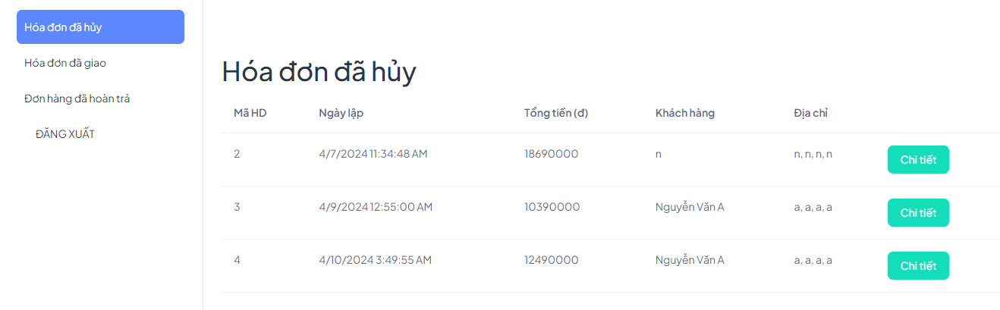 Hóa đơn đã hủy
Hóa đơn đã giao
Đơn hàng đã hoàn trả
ĐĂNG XUẤT
Hóa đơn đã hủy
Mã HD Ngày lập Tổng tiền (đ) Khách hàng Địa chỉ
2 4/7/2024 11:34:48 AM 18690000 n n, n, n, n Chi tiết
3 4/9/2024 12:55:00 AM 10390000 Nguyễn Văn A a, a, a, a Chi tiết
4 4/10/2024 3:49:55 AM 12490000 Nguyễn Văn A a, a, a, a Chi tiết